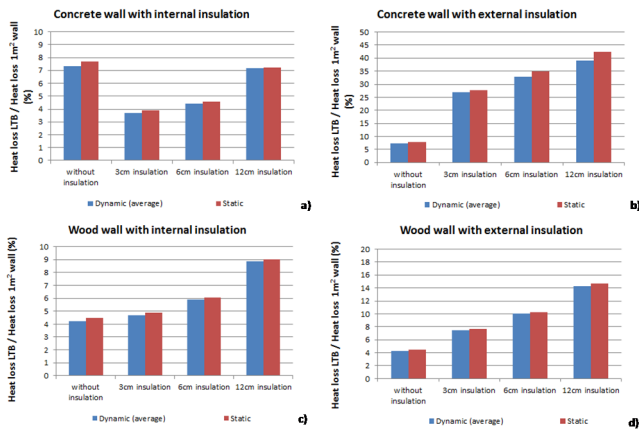 Concrete wall with internal insulation
Heat loss LTB / Heat loss 1m² wall
(%)
10
9
8
7
6
5
4
3
2
1
0
without
insulation
3cm insulation
6cm insulation
12cm insulation
Dynamic (average)
Static
a)
Concrete wall with external insulation
Heat loss LTB / Heat loss 1m² wall
(%)
50
45
40
35
30
25
20
15
10
5
0
without
insulation
3cm insulation
6cm insulation
12cm insulation
Dynamic (average)
Static
b)
Wood wall with internal insulation
Heat loss LTB / Heat loss 1m² wall (%)
10
9
8
7
6
5
4
3
2
1
0
without
insulation
3cm insulation
6cm insulation
12cm insulation
Dynamic (average)
Static
c)
Wood wall with external insulation
Heat loss LTB / Heat loss 1m² wall (%)
20
18
16
14
12
10
8
6
4
2
0
without
insulation
3cm insulation
6cm insulation
12cm insulation
Dynamic (average)
Static
d)